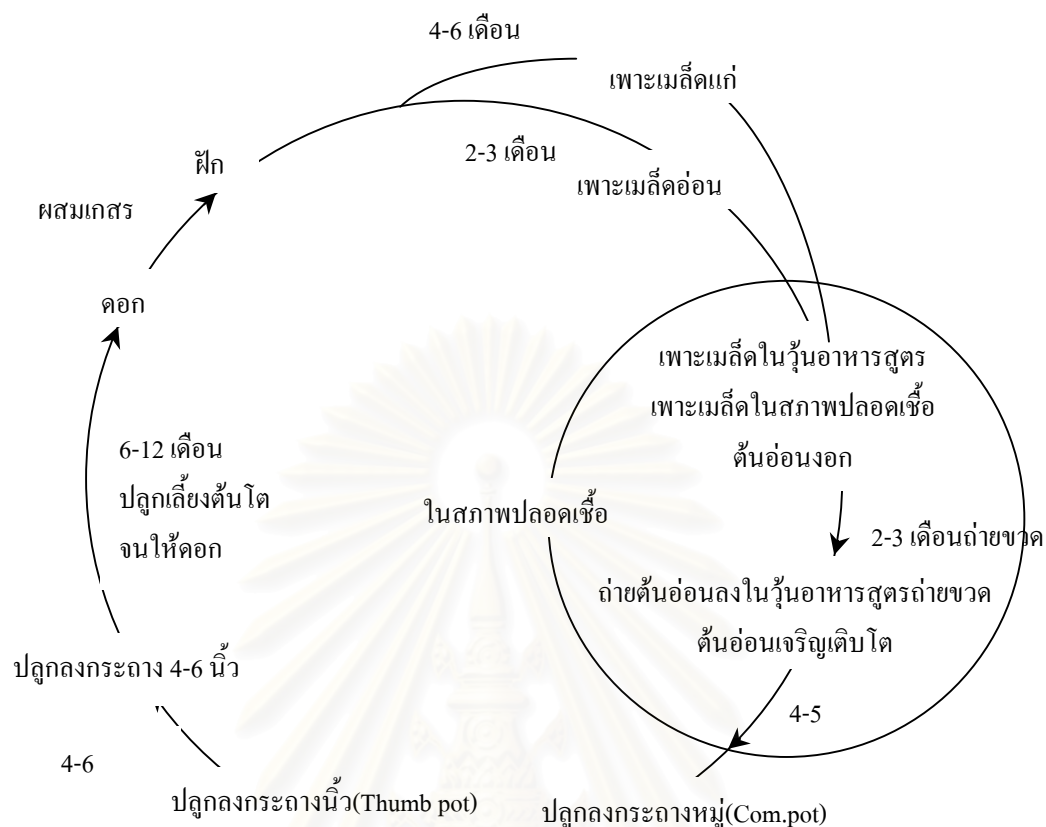 4-6 เดือน
เพาะเมล็ดแก่
2-3 เดือน
เพาะเมล็ดอ่อน
ฝัก
ผสมเกสร
ดอก
6-12 เดือน
ปลูกเลี้ยงต้นโต
จนให้ดอก
ในสภาพปลอดเชื้อ
เพาะเมล็ดในวุ้นอาหารสูตร
เพาะเมล็ดในสภาพปลอดเชื้อ
ต้นอ่อนงอก
2-3 เดือนถ่ายขวด
ถ่ายต้นอ่อนลงในวุ้นอาหารสูตรถ่ายขวด
ต้นอ่อนเจริญเติบโต
4-5
ปลูกลงกระถาง 4-6 นิ้ว
4-6
ปลูกลงกระถางนิ้ว(Thumb pot)
ปลูกลงกระถางหมู่(Com.pot)